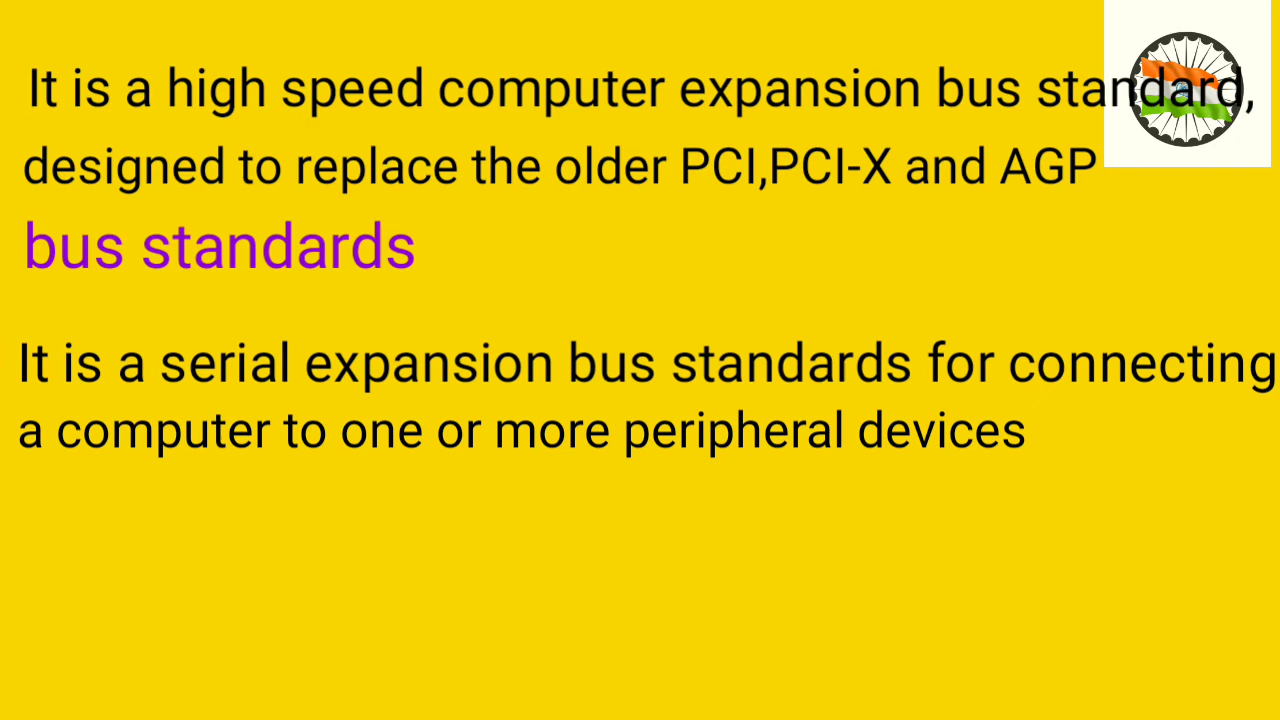 It is a high speed computer expansion bus standard,
designed to replace the older PCI,PCI-X and AGP
bus standards
It is a serial expansion bus standards for connecting
a computer to one or more peripheral devices